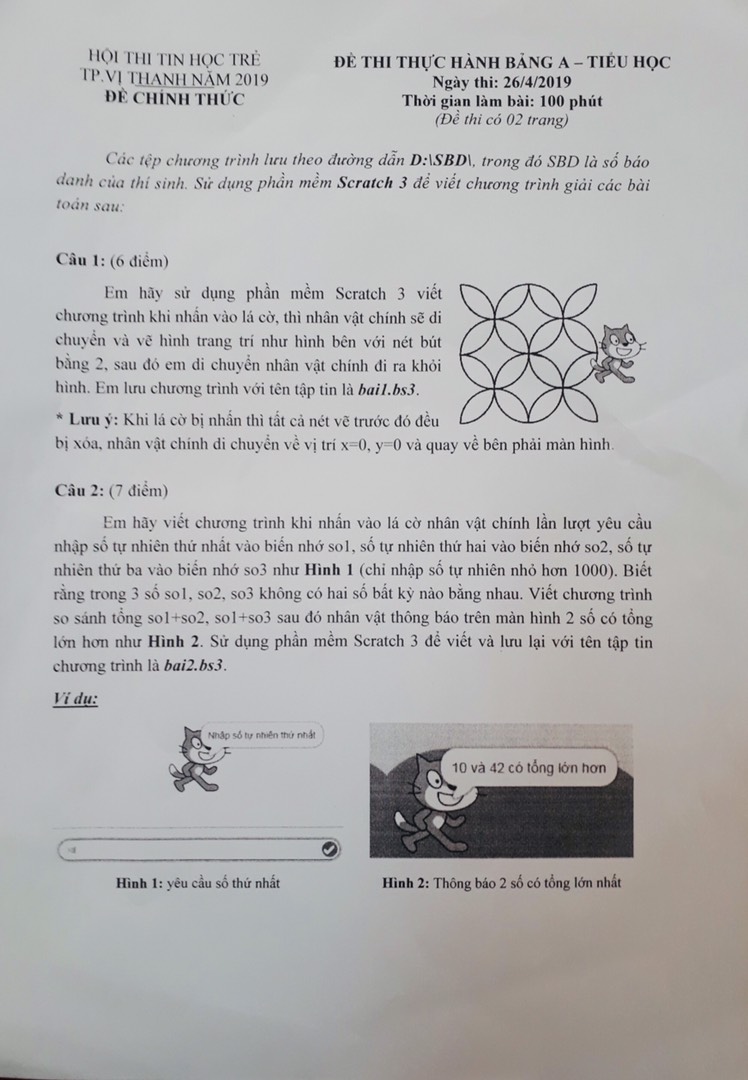 HỘI THI TIN HỌC TRẺ
TP.VỊ THANH NĂM 2019
ĐỀ CHÍNH THỨC
ĐỀ THI THỰC HÀNH BẢNG A – TIỂU HỌC
Ngày thi: 26/4/2019
Thời gian làm bài: 100 phút
(Đề thi có 02 trang)
Các tệp chương trình lưu theo đường dẫn D:\SBD\, trong đó SBD là số báo
danh của thí sinh. Sử dụng phần mềm Scratch 3 để viết chương trình giải các bài
toán sau:
Câu 1: (6 điểm)
Em hãy sử dụng phần mềm Scratch 3 viết
chương trình khi nhấn vào lá cờ, thì nhân vật chính sẽ di
chuyển và vẽ hình trang trí như hình bên với nét bút
bằng 2, sau đó em di chuyển nhân vật chính đi ra khỏi
hình. Em lưu chương trình với tên tập tin là bai1.bs3.
* Lưu ý: Khi lá cờ bị nhấn thì tất cả nét vẽ trước đó đều
bị xóa, nhân vật chính di chuyển về vị trí x=0, y=0 và quay về bên phải màn hình.
Câu 2: (7 điểm)
Em hãy viết chương trình khi nhấn vào lá cờ nhân vật chính lần lượt yêu cầu
nhập số tự nhiên thứ nhất vào biến nhớ so1, số tự nhiên thứ hai vào biến nhớ so2, số tự
nhiên thứ ba vào biến nhớ so3 như Hình 1 (chỉ nhập số tự nhiên nhỏ hơn 1000). Biết
rằng trong 3 số so1, so2, so3 không có hai số bất kỳ nào bằng nhau. Viết chương trình
so sánh tổng so1+so2, so1+so3 sau đó nhân vật thông báo trên màn hình 2 số có tổng
lớn hơn như Hình 2. Sử dụng phần mềm Scratch 3 để viết và lưu lại với tên tập tin
chương trình là bai2.bs3.
Ví dụ:
Nhập số tự nhiên thứ nhất
10 và 42 có tổng lớn hơn
Hình 1: yêu cầu số thứ nhất
Hình 2: Thông báo 2 số có tổng lớn nhất